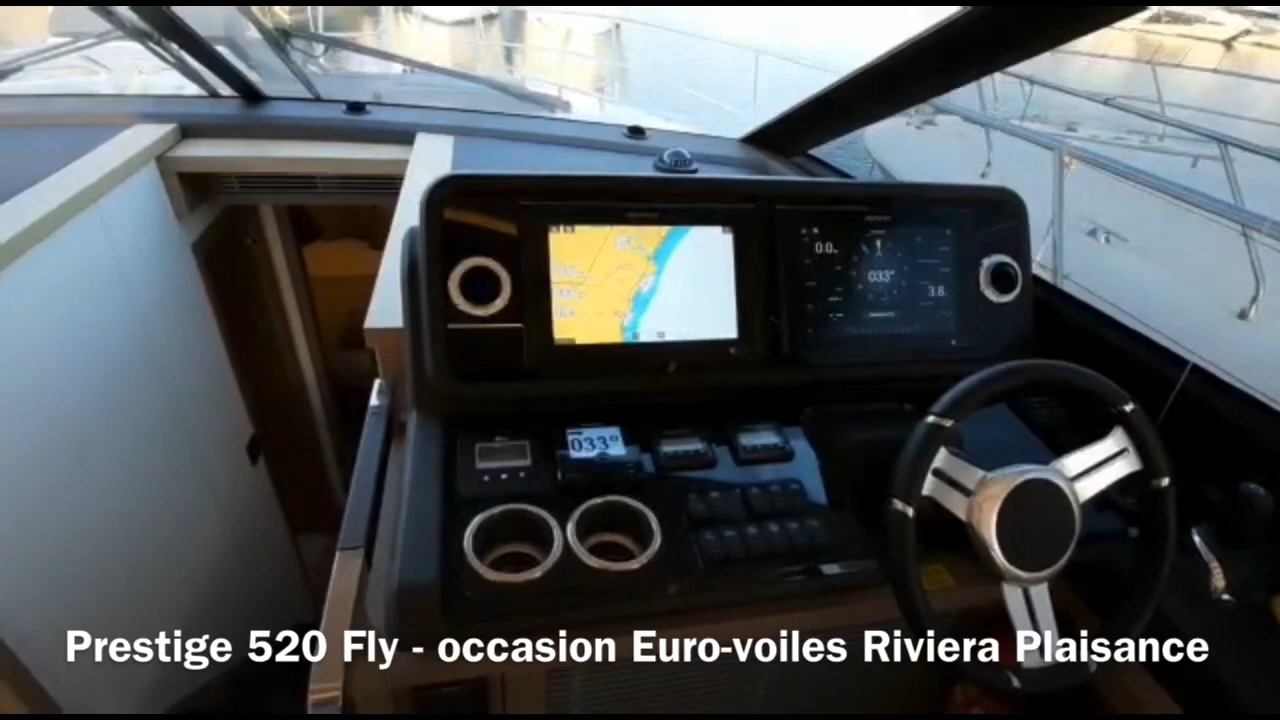 0.0
033°
3.8
033°
Prestige 520 Fly - occasion Euro-voiles Riviera Plaisance